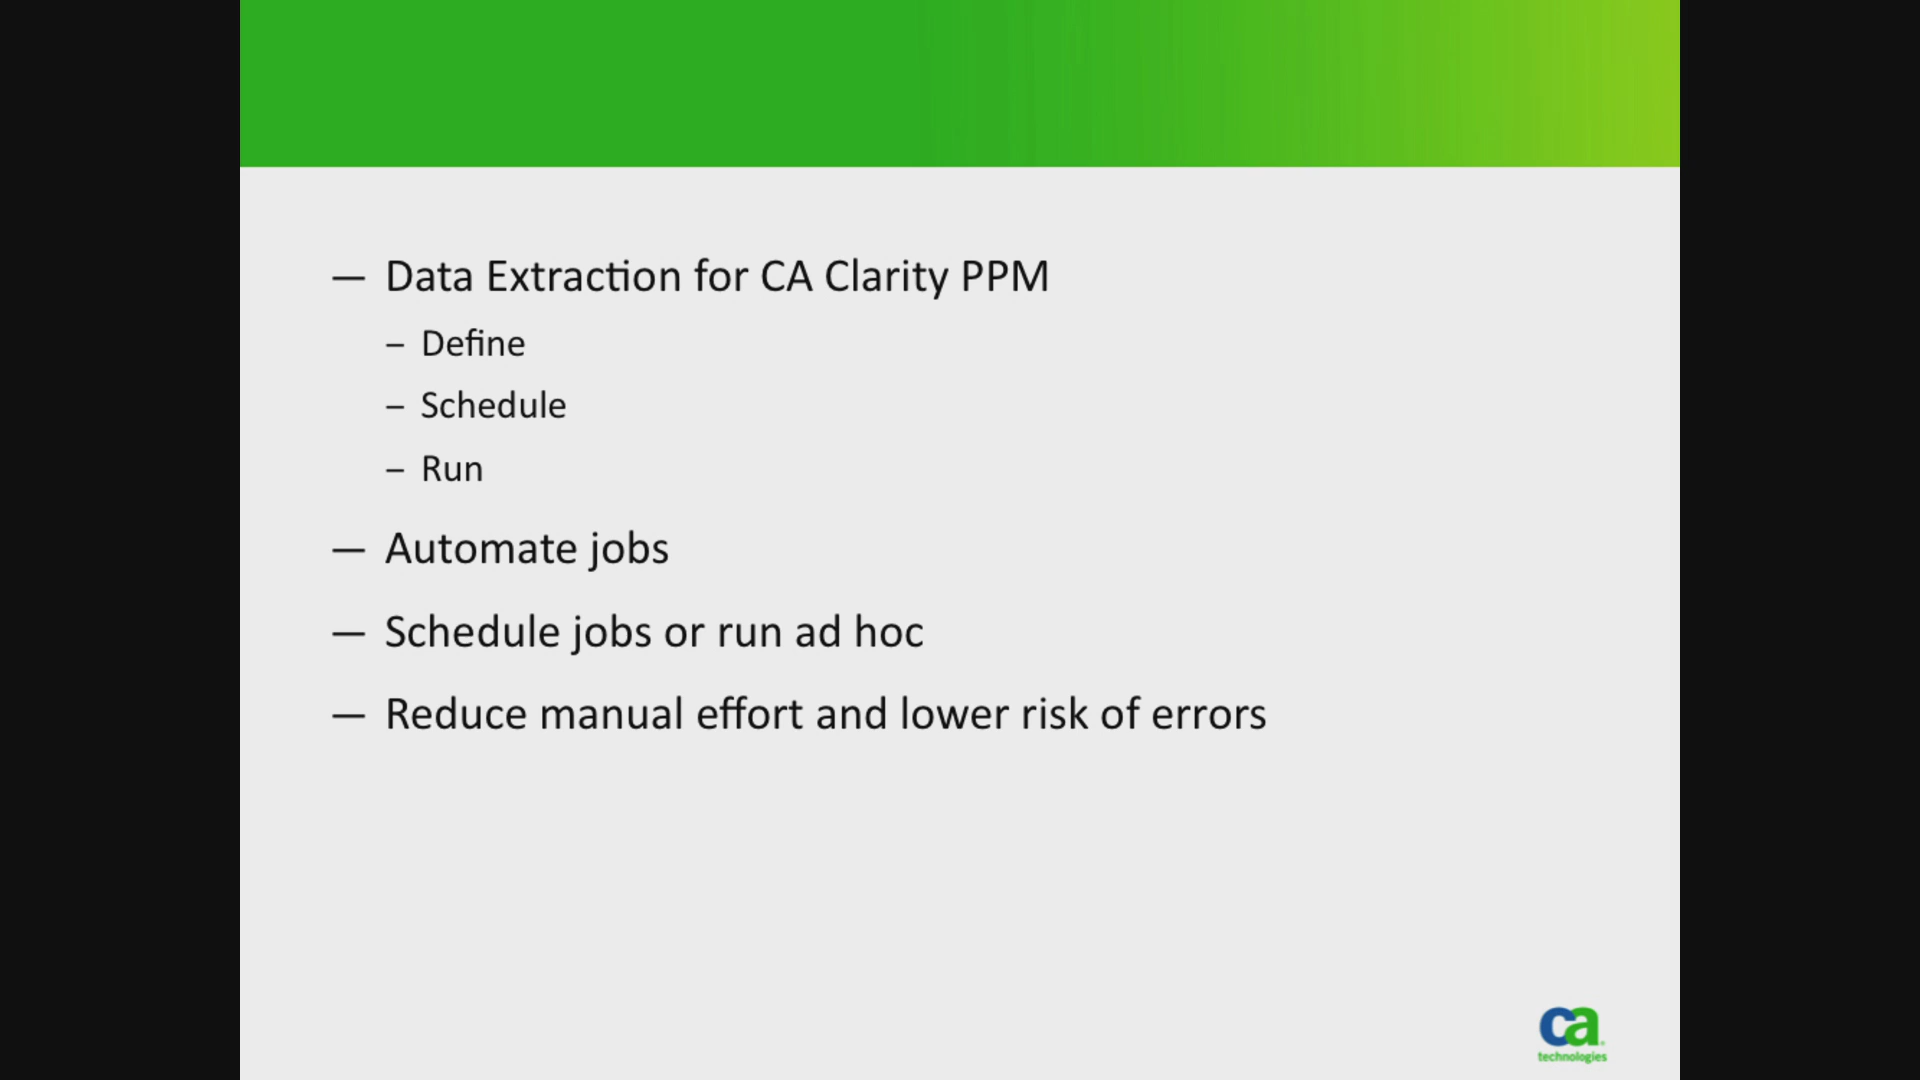 — Data Extraction for CA Clarity PPM
– Define
– Schedule
– Run
— Automate jobs
— Schedule jobs or run ad hoc
— Reduce manual effort and lower risk of errors
ca
technologies